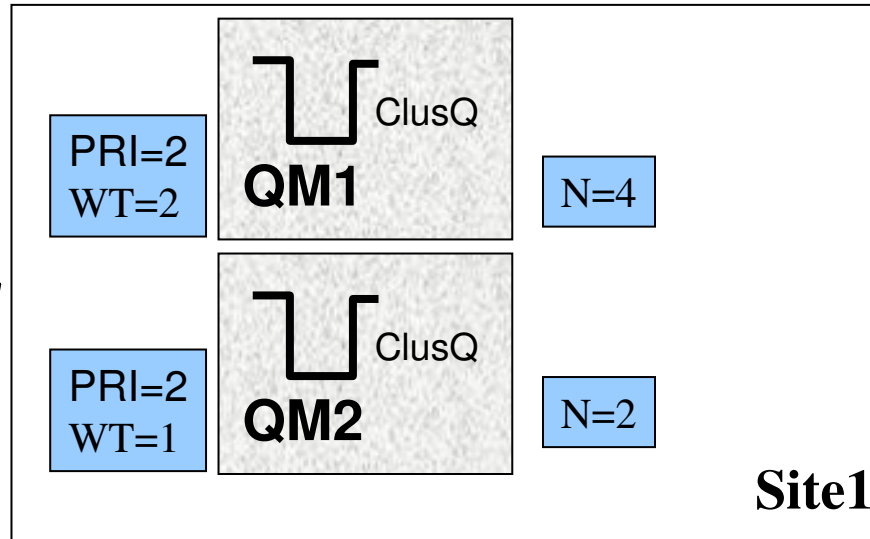 ClusQ
PRI=2
WT=2
QM1
N=4
ClusQ
PRI=2
WT=1
QM2
N=2
Site1